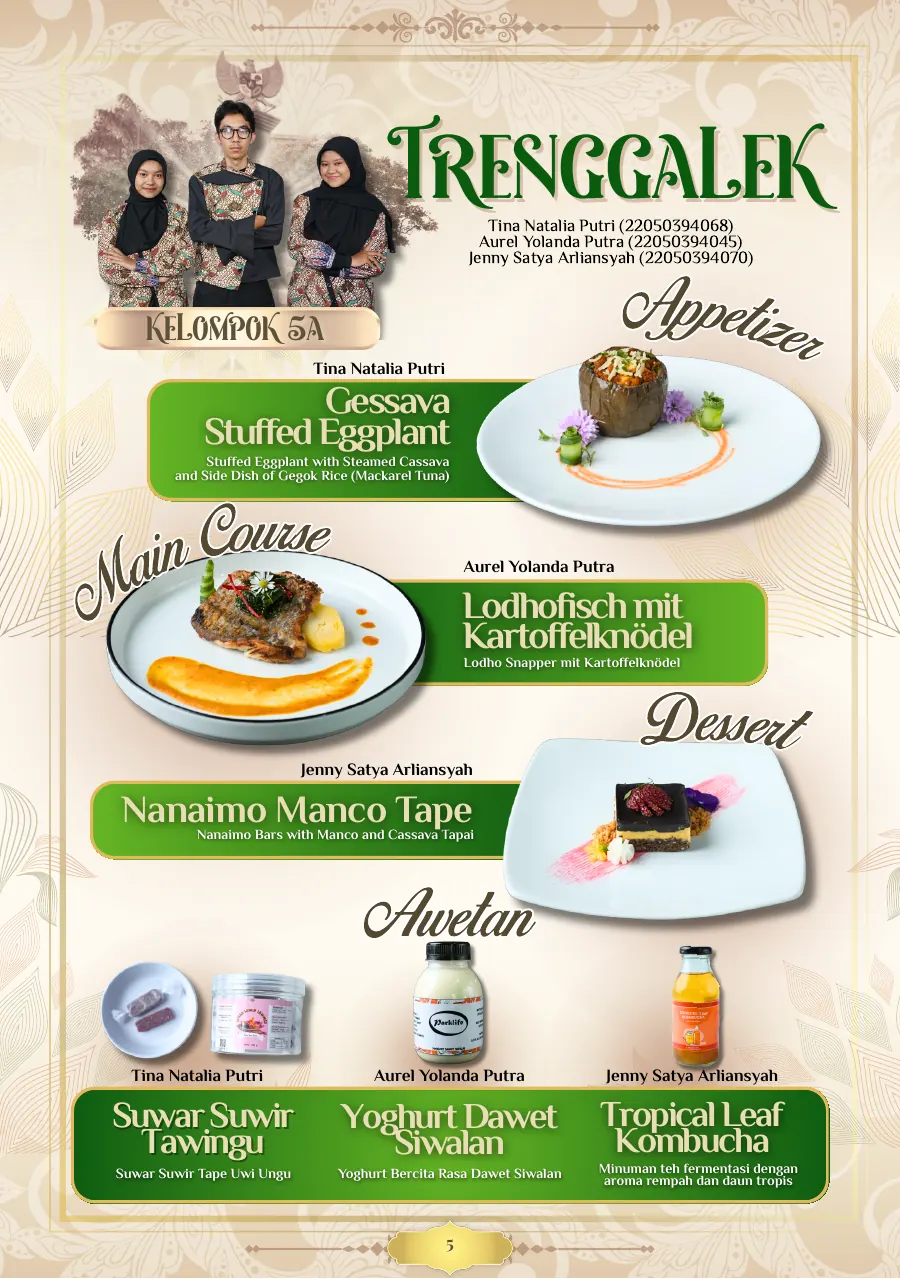 TRENGGALEK
Tina Natalia Putri (22050394068)
Aurel Yolanda Putra (22050394045)
Jenny Satya Arliansyah (22050394070)
KELOMPOK 5A
Appetizer
Tina Natalia Putri
Gessava
Stuffed Eggplant
Stuffed Eggplant with Steamed Cassava
and Side Dish of Gegok Rice (Mackarel Tuna)
Main Course
Aurel Yolanda Putra
Lodhofisch mit
Kartoffelknödel
Lodho Snapper mit Kartoffelknödel
Dessert
Jenny Satya Arliansyah
Nanaimo Manco Tape
Nanaimo Bars with Manco and Cassava Tapai
Awetan
Parklife
Tina Natalia Putri
Aurel Yolanda Putra
Jenny Satya Arliansyah
Suwar Suwir
Tawingu
Suwar Suwir Tape Uwi Ungu
Yoghurt Dawet
Siwalan
Yoghurt Bercita Rasa Dawet Siwalan
Tropical Leaf
Kombucha
Minuman teh fermentasi dengan
aroma rempah dan daun tropis
5